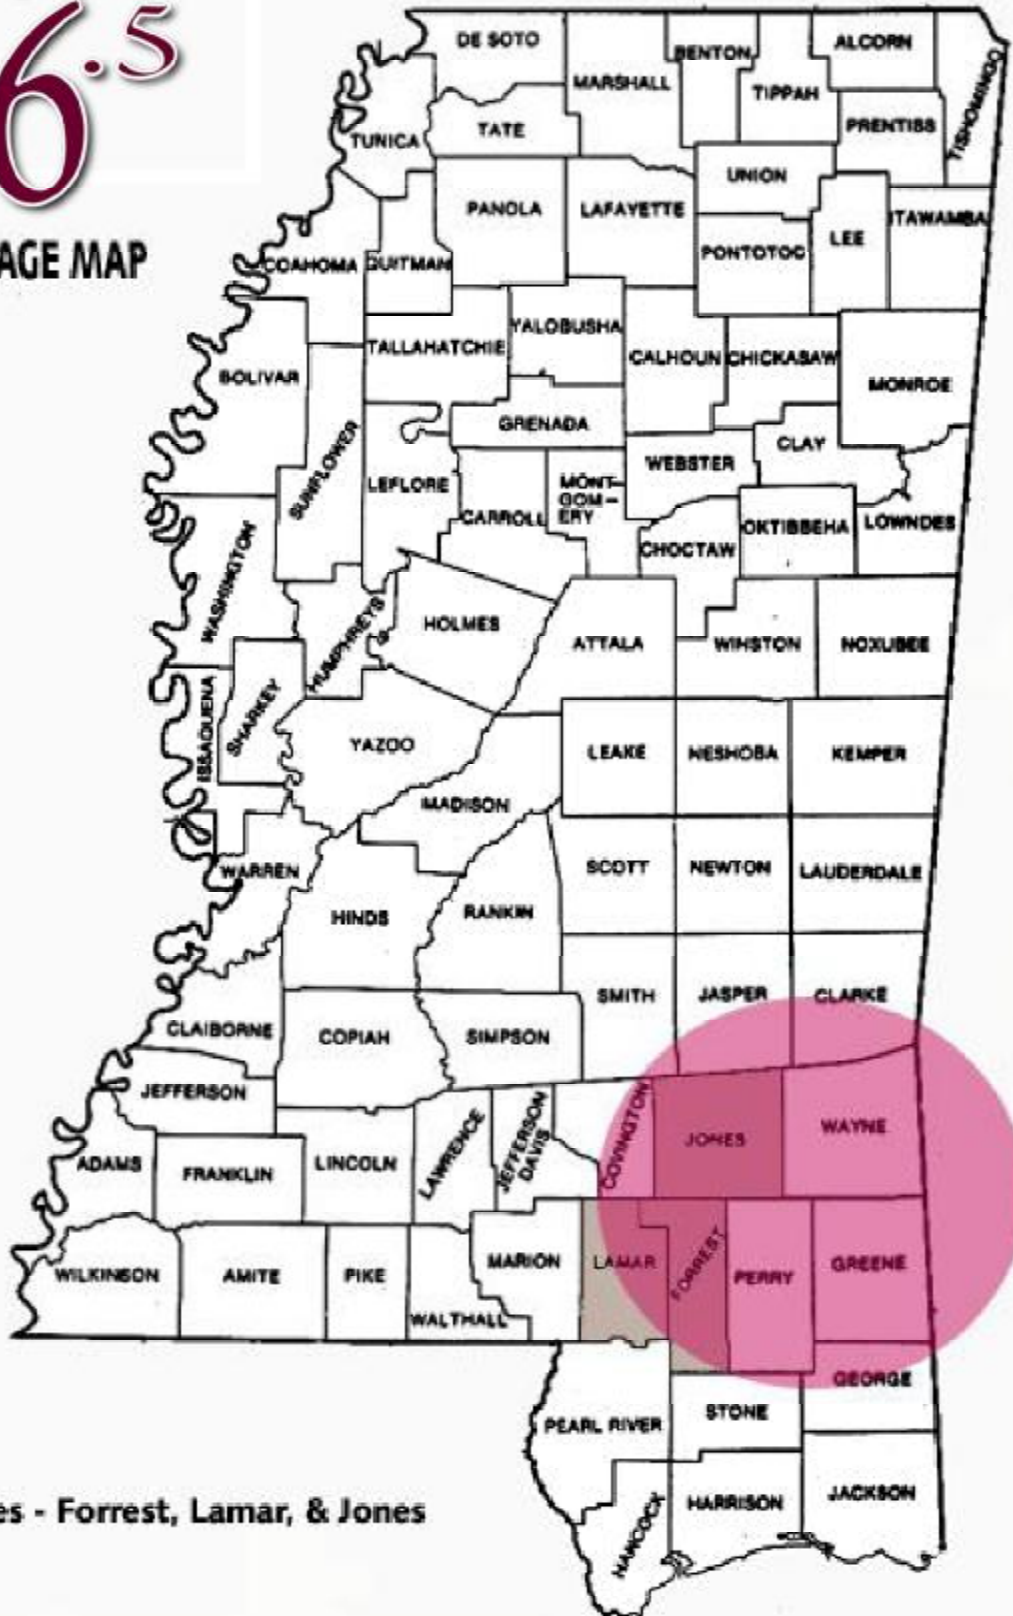 6.5
AGE MAP
DE SOTO
BENTON
ALCORN
MARSHALL
TIPPAH
TISHOMINGO
TUNICA
TATE
PRENTISS
UNION
PANOLA
LAFAYETTE
ITAWAMBA
LEE
PONTOTOC
COAHOMA
QUITMAN
YALOBUSHA
TALLAHATCHIE
CALHOUN
CHICKASAW
BOLIVAR
MONROE
GRENADA
CLAY
SUNFLOWER
WEBSTER
LEFLORE
MONT-
GOM-
ERY
CARROLL
OKTIBBEHA
LOWNDES
CHOCTAW
WASHINGTON
HUMPHREYS
HOLMES
ATTALA
WINSTON
NOXUBEE
ISSAQUENA
SHARKEY
YAZOO
LEAKE
NESHOBA
KEMPER
MADISON
WARREN
SCOTT
NEWTON
LAUDERDALE
HINDS
RANKIN
SMITH
JASPER
CLARKE
CLAIBORNE
COPIAH
SIMPSON
JEFFERSON
LAWRENCE
JEFFERSON
DAVIS
COVINGTON
JONES
WAYNE
ADAMS
FRANKLIN
LINCOLN
WILKINSON
AMITE
PIKE
MARION
LAMAR
FORREST
PERRY
GREENE
WALTHALL
GEORGE
PEARL RIVER
STONE
es - Forrest, Lamar, & Jones
HANCOCK
HARRISON
JACKSON